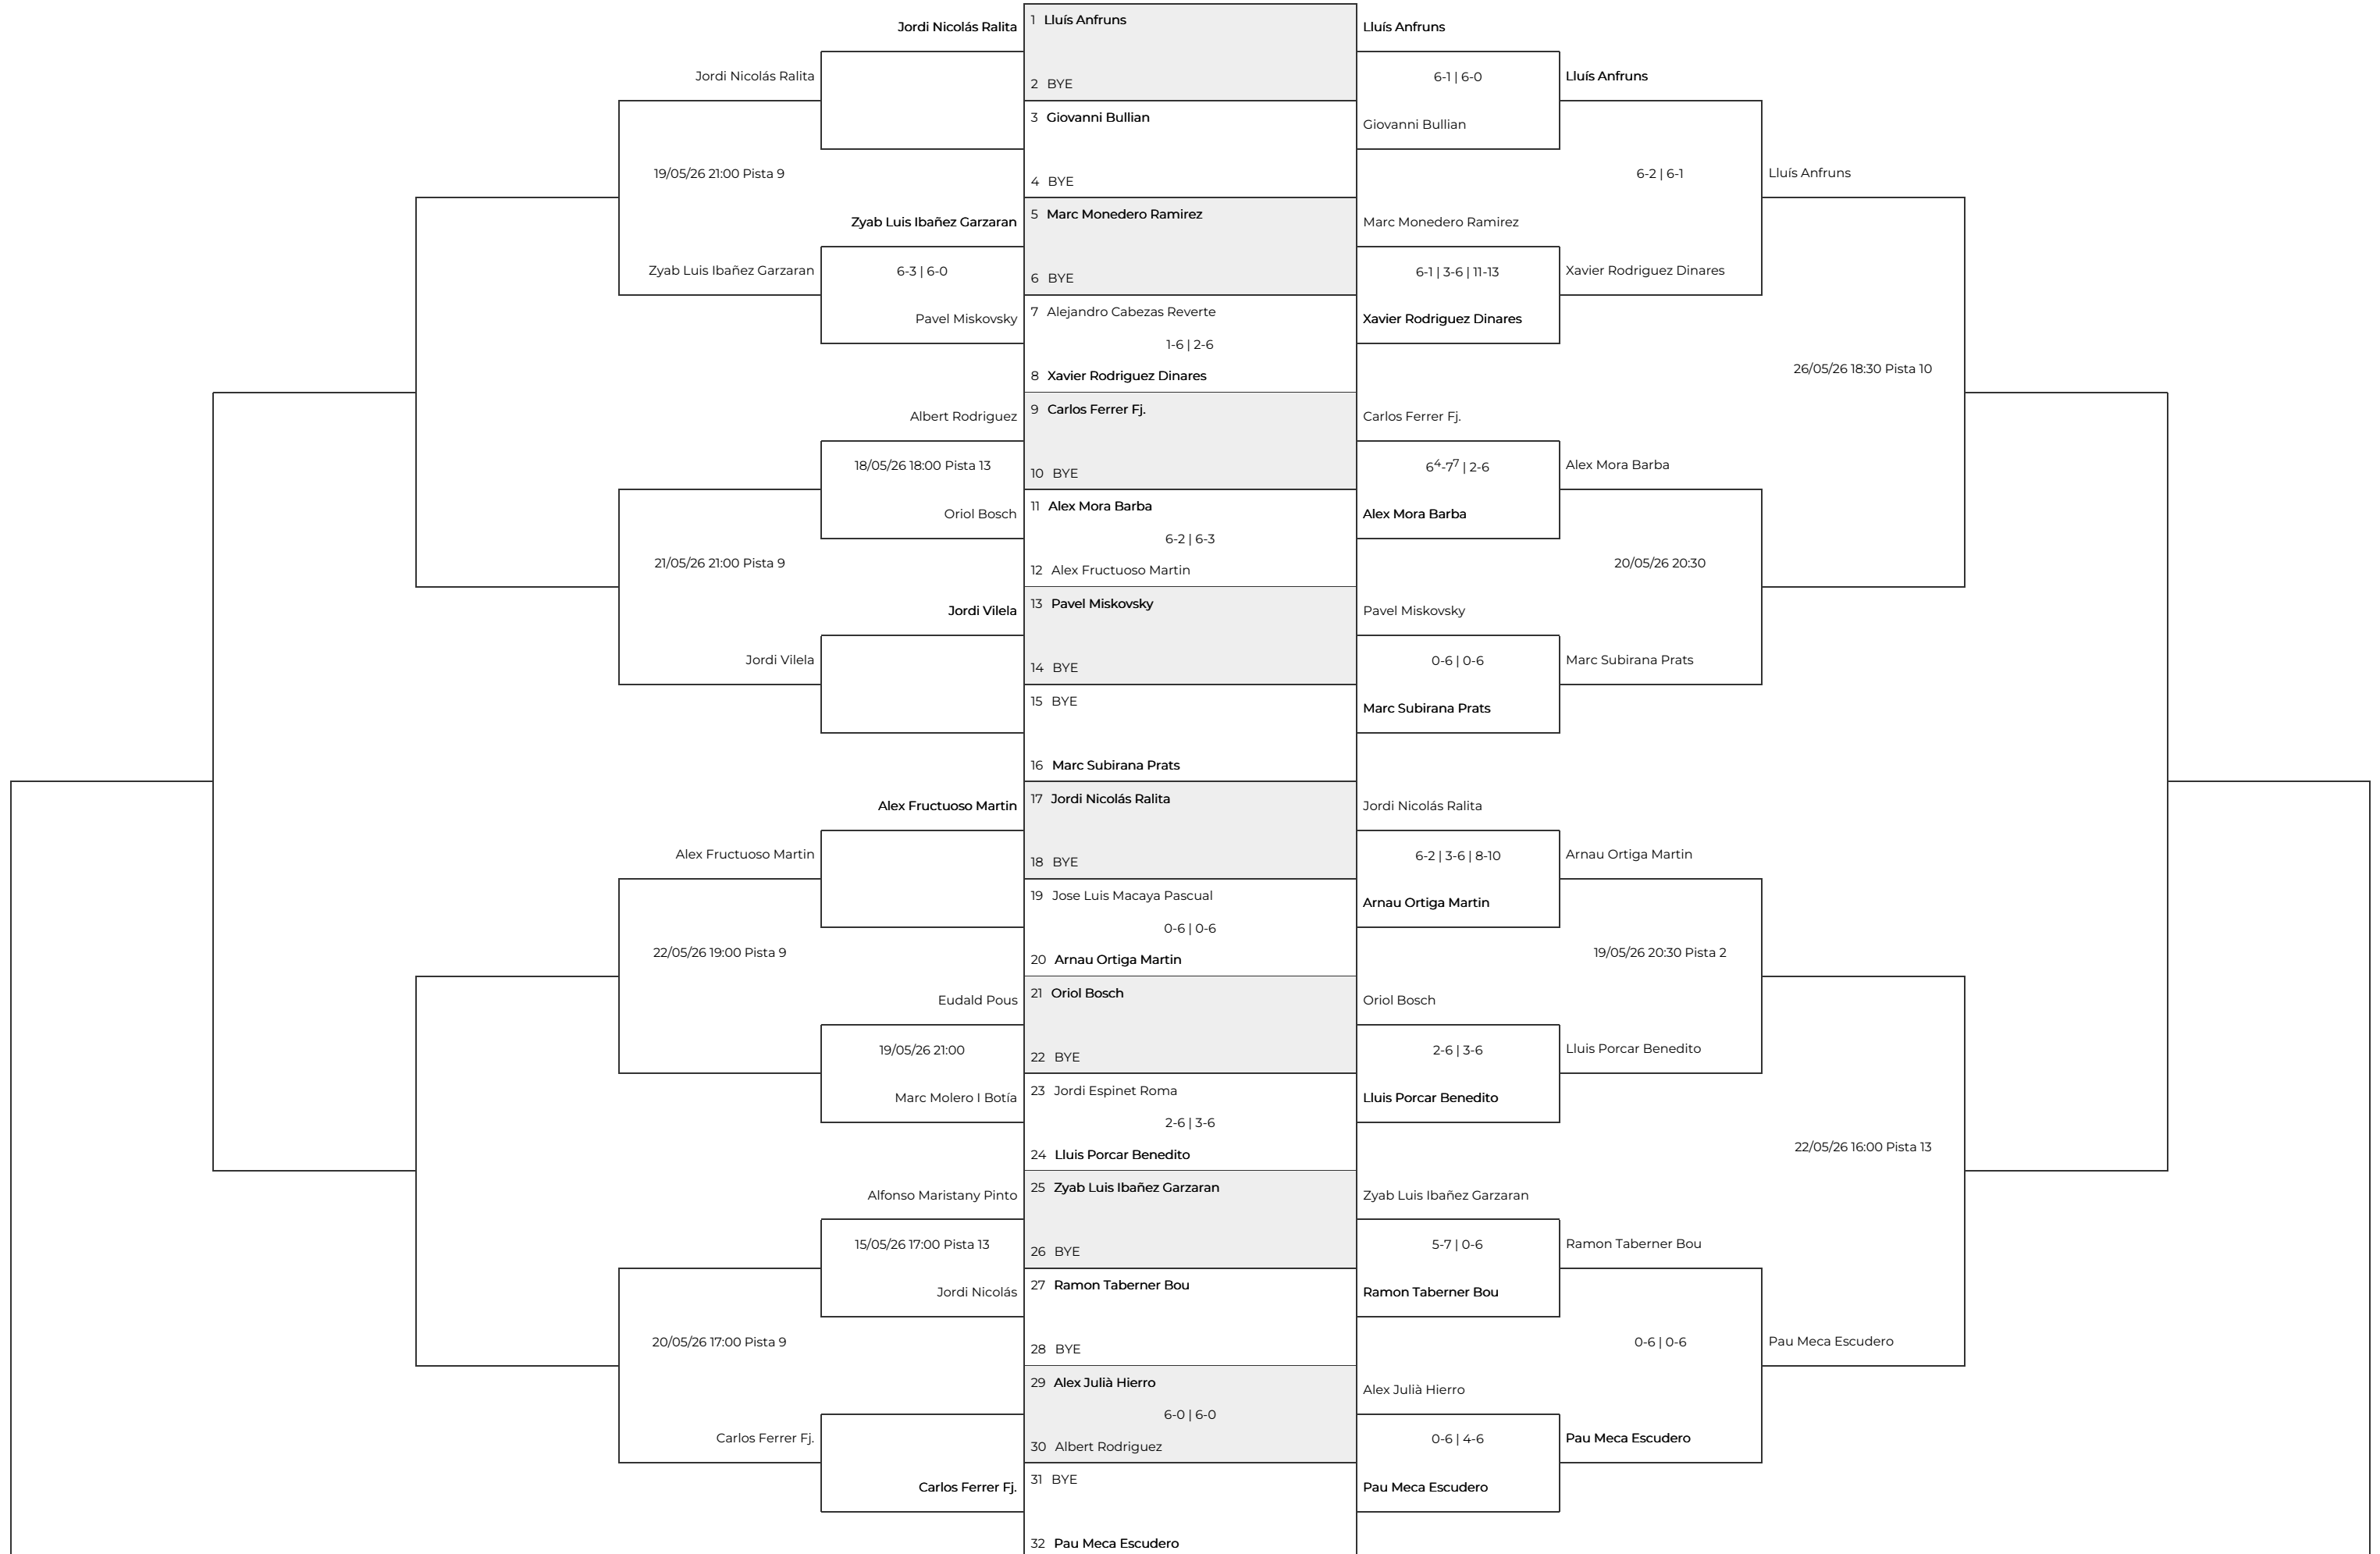 Jordi Nicolás Ralita
1 Lluís Anfruns
Lluís Anfruns
Jordi Nicolás Ralita
2 BYE
6-1 | 6-0
Lluís Anfruns
3 Giovanni Bullian
Giovanni Bullian
19/05/26 21:00 Pista 9
4 BYE
6-2 | 6-1
Lluís Anfruns
Zyab Luis Ibañez Garzaran
5 Marc Monedero Ramirez
Marc Monedero Ramirez
Zyab Luis Ibañez Garzaran
6-3 | 6-0
6 BYE
6-1 | 3-6 | 11-13
Xavier Rodriguez Dinares
Pavel Miskovsky
7 Alejandro Cabezas Reverte
1-6 | 2-6
Xavier Rodriguez Dinares
8 Xavier Rodriguez Dinares
26/05/26 18:30 Pista 10
Albert Rodriguez
9 Carlos Ferrer Fj.
Carlos Ferrer Fj.
18/05/26 18:00 Pista 13
10 BYE
6⁴-7⁷ | 2-6
Alex Mora Barba
Oriol Bosch
11 Alex Mora Barba
Alex Mora Barba
6-2 | 6-3
21/05/26 21:00 Pista 9
12 Alex Fructuoso Martin
20/05/26 20:30
Jordi Vilela
13 Pavel Miskovsky
Pavel Miskovsky
Jordi Vilela
14 BYE
0-6 | 0-6
Marc Subirana Prats
15 BYE
Marc Subirana Prats
16 Marc Subirana Prats
Alex Fructuoso Martin
17 Jordi Nicolás Ralita
Jordi Nicolás Ralita
Alex Fructuoso Martin
18 BYE
6-2 | 3-6 | 8-10
Arnau Ortiga Martin
19 Jose Luis Macaya Pascual
Arnau Ortiga Martin
0-6 | 0-6
22/05/26 19:00 Pista 9
20 Arnau Ortiga Martin
19/05/26 20:30 Pista 2
Eudald Pous
21 Oriol Bosch
Oriol Bosch
19/05/26 21:00
22 BYE
2-6 | 3-6
Lluis Porcar Benedito
Marc Molero I Botía
23 Jordi Espinet Roma
Lluis Porcar Benedito
2-6 | 3-6
24 Lluis Porcar Benedito
22/05/26 16:00 Pista 13
Alfonso Maristany Pinto
25 Zyab Luis Ibañez Garzaran
Zyab Luis Ibañez Garzaran
15/05/26 17:00 Pista 13
26 BYE
5-7 | 0-6
Ramon Taberner Bou
Jordi Nicolás
27 Ramon Taberner Bou
Ramon Taberner Bou
20/05/26 17:00 Pista 9
28 BYE
0-6 | 0-6
Pau Meca Escudero
29 Alex Julià Hierro
Alex Julià Hierro
6-0 | 6-0
Carlos Ferrer Fj.
30 Albert Rodriguez
0-6 | 4-6
Pau Meca Escudero
31 BYE
Carlos Ferrer Fj.
Pau Meca Escudero
32 Pau Meca Escudero